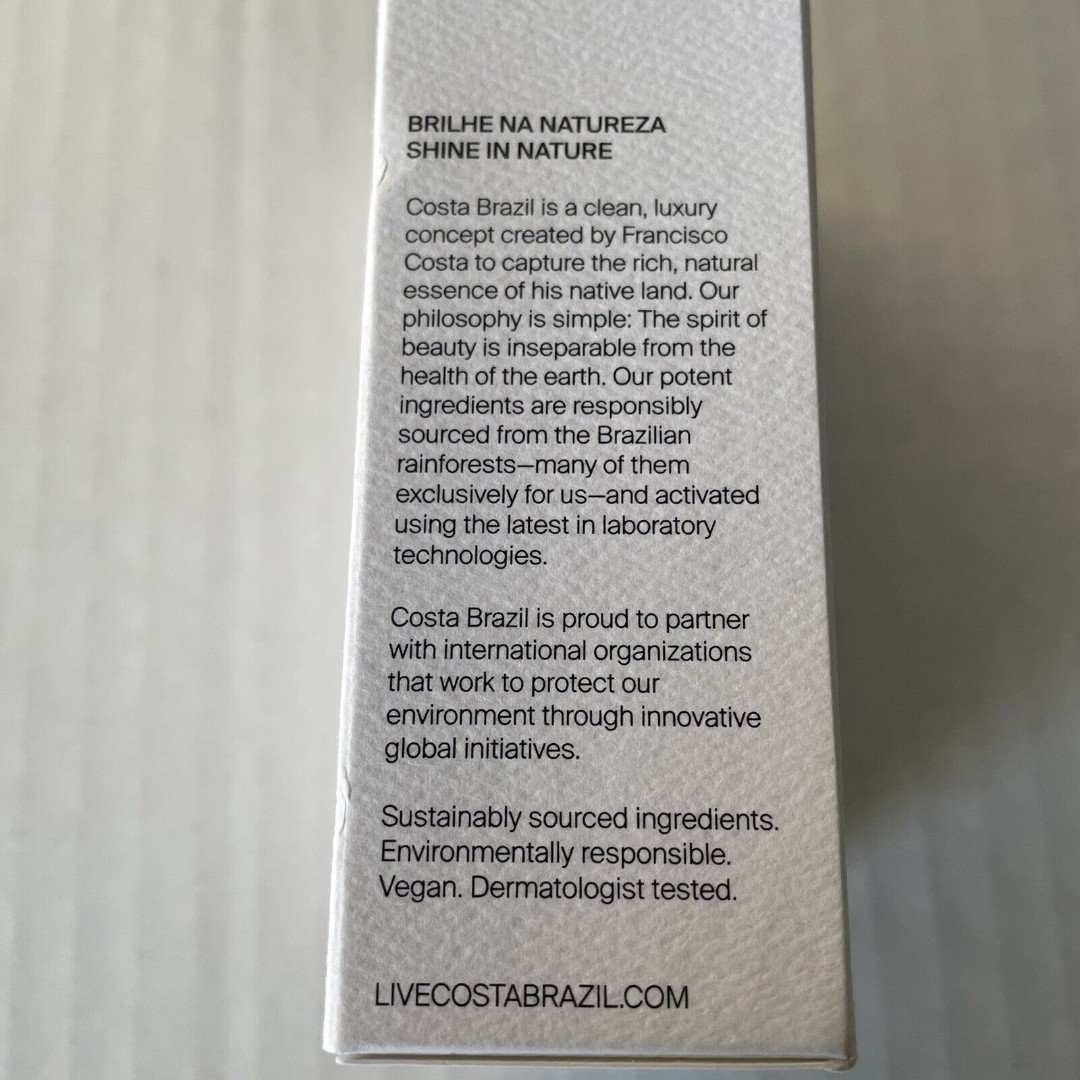 BRILHE NA NATUREZA
SHINE IN NATURE
Costa Brazil is a clean, luxury
concept created by Francisco
Costa to capture the rich, natural
essence of his native land. Our
philosophy is simple: The spirit of
beauty is inseparable from the
health of the earth. Our potent
ingredients are responsibly
sourced from the Brazilian
rainforests—many of them
exclusively for us—and activated
using the latest in laboratory
technologies.
Costa Brazil is proud to partner
with international organizations
that work to protect our
environment through innovative
global initiatives.
Sustainably sourced ingredients.
Environmentally responsible.
Vegan. Dermatologist tested.
LIVECOSTABRAZIL.COM